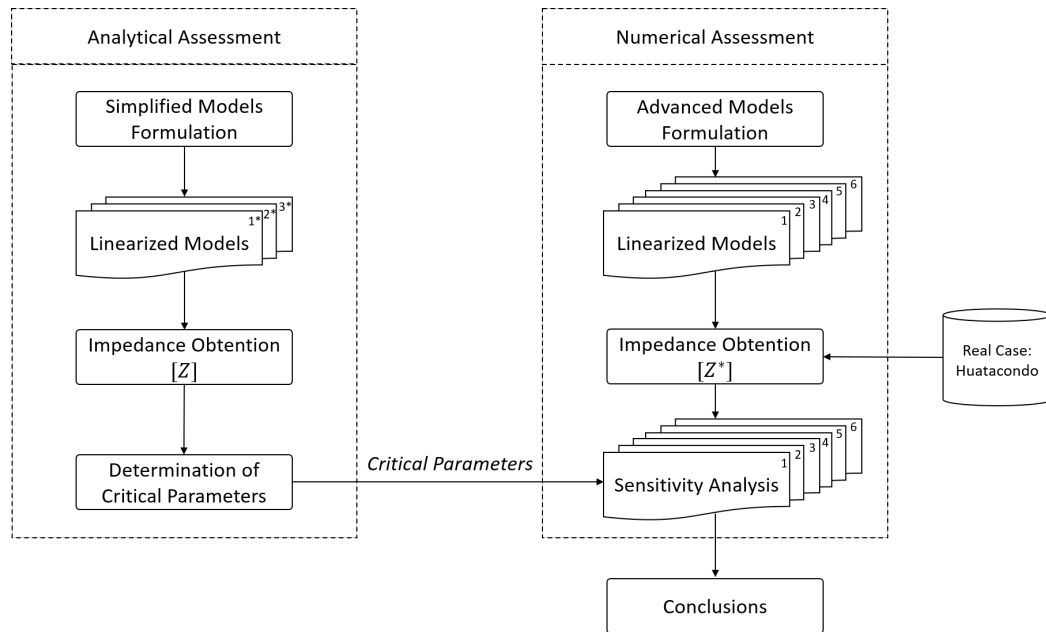 Analytical Assessment
Simplified Models
Formulation
1* 2* 3*
Linearized Models
Impedance Obtention
[Z]
Determination of
Critical Parameters
Critical Parameters
Numerical Assessment
Advanced Models
Formulation
1 2 3 4 5 6
Linearized Models
Impedance Obtention
[Z*]
Real Case:
Huatacondo
1 2 3 4 5 6
Sensitivity Analysis
Conclusions